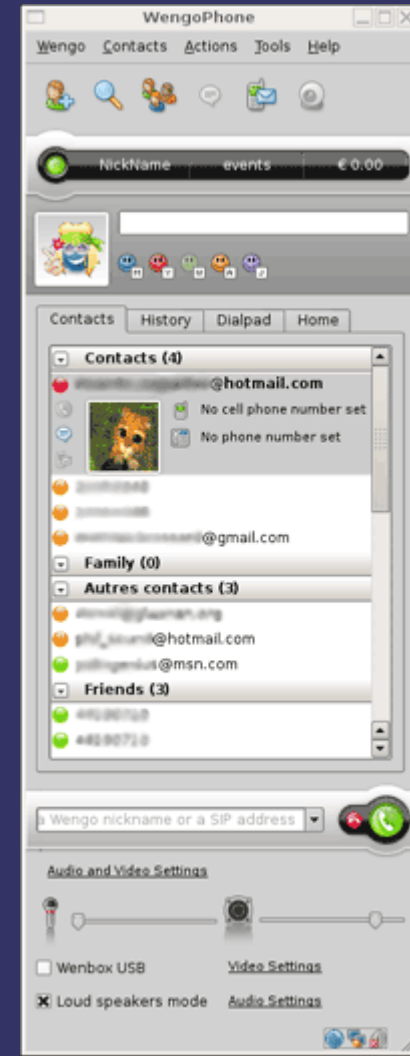 WengoPhone
Wengo Contacts Actions Tools Help
NickName events € 0.00
Contacts History Dialpad Home
Contacts (4)
@hotmail.com
No cell phone number set
No phone number set
@gmail.com
Family (0)
Autres contacts (3)
@hotmail.com
@msn.com
Friends (3)
a Wengo nickname or a SIP address
Audio and Video Settings
Wenbox USB Video Settings
Loud speakers mode Audio Settings